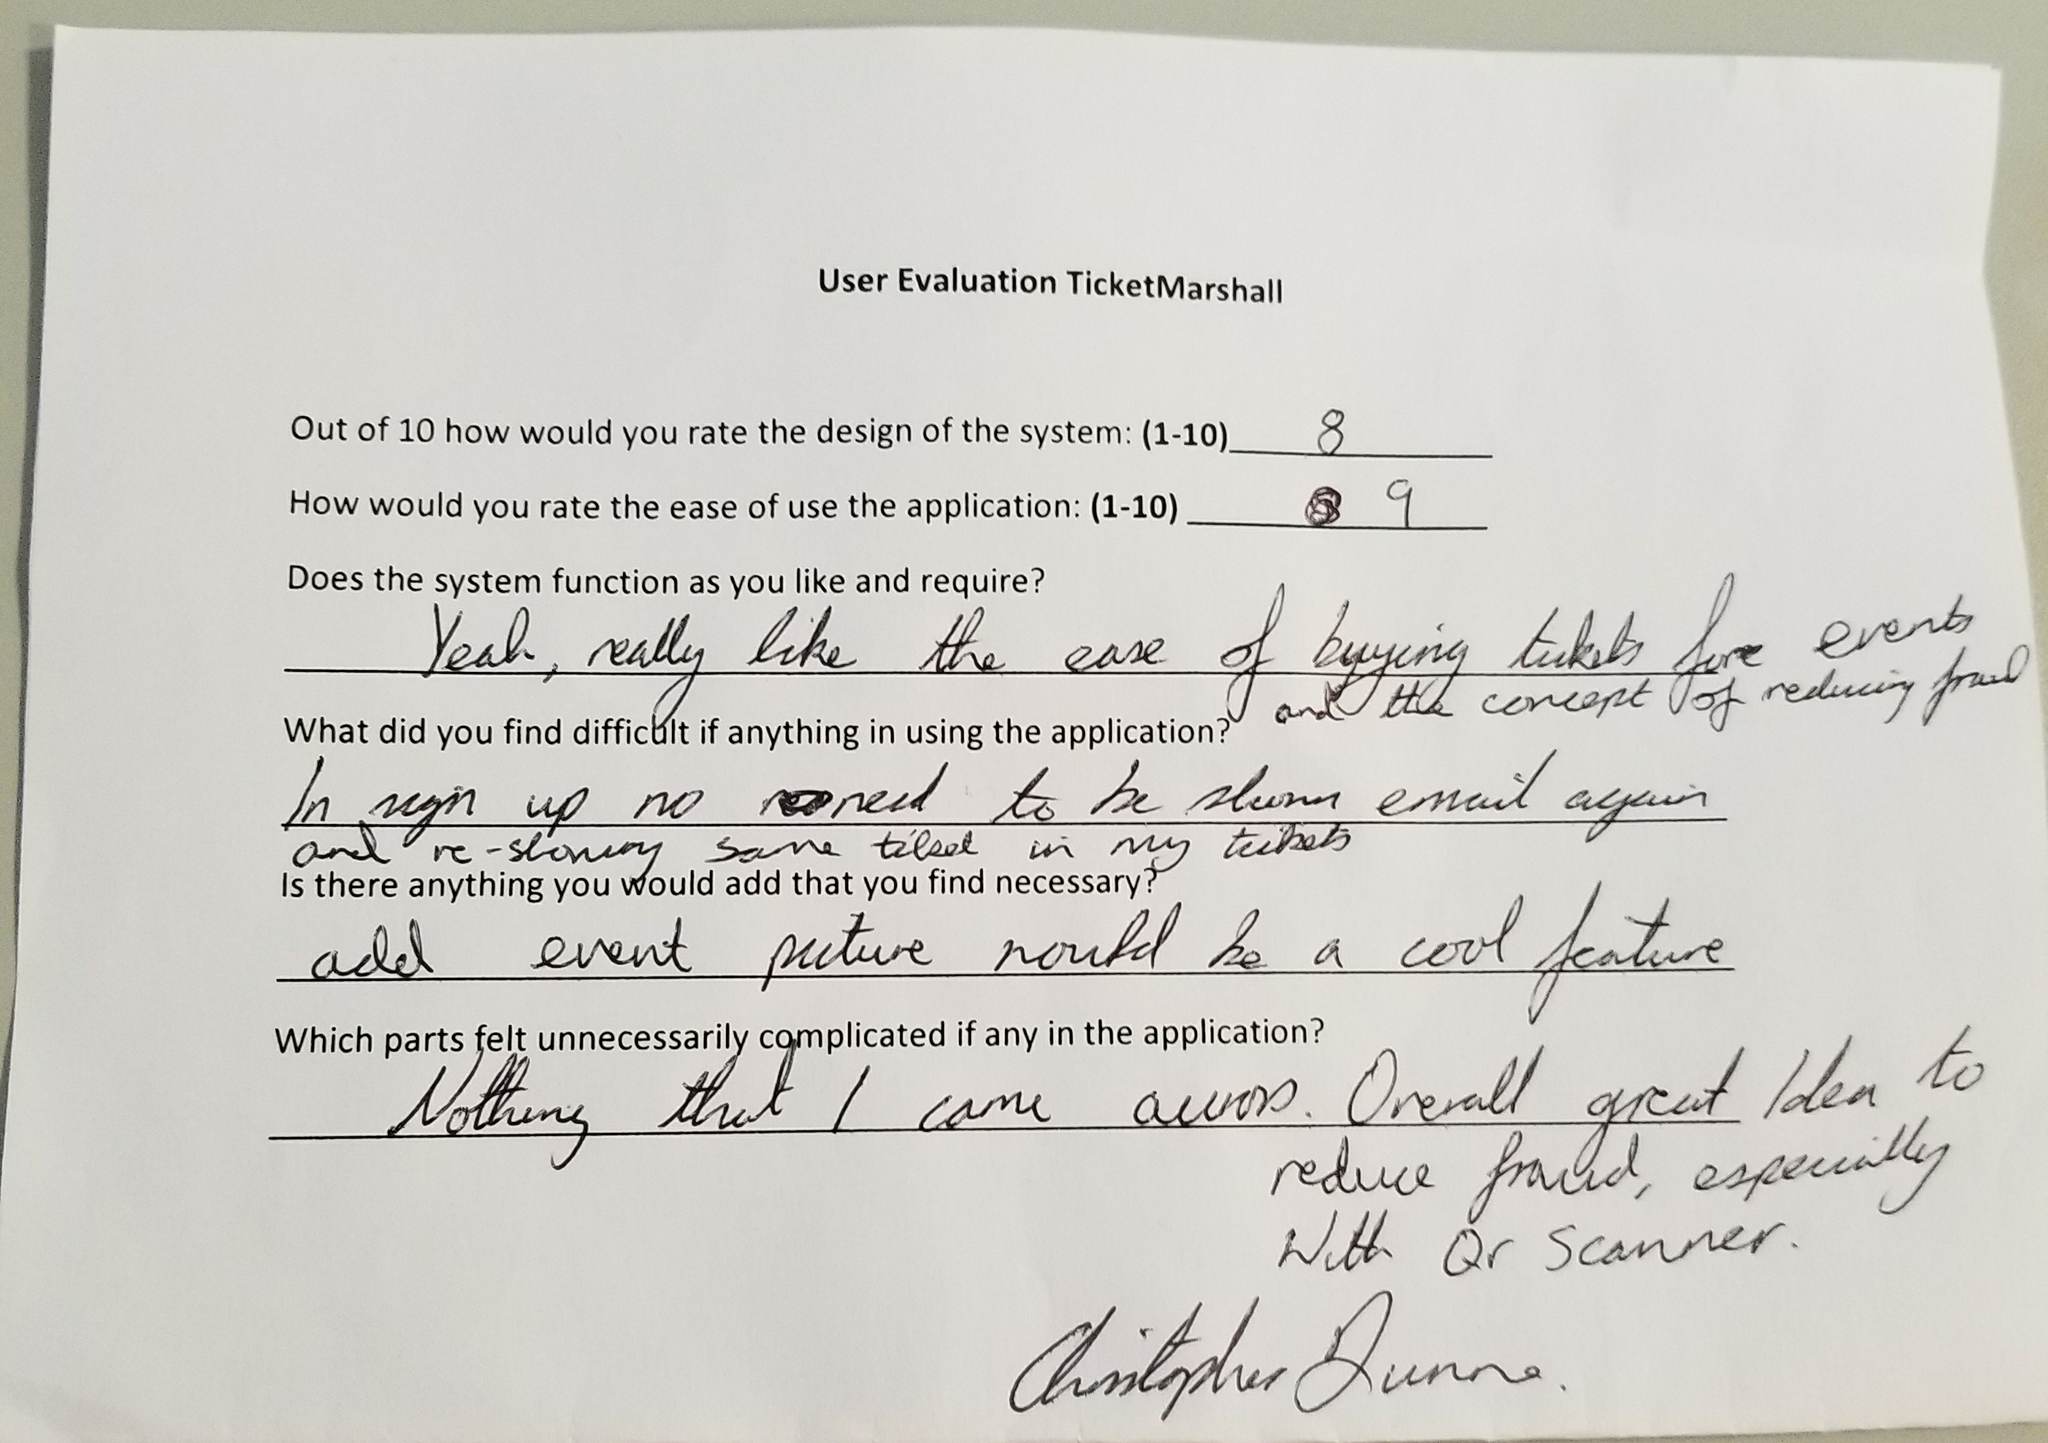 User Evaluation TicketMarshall
Out of 10 how would you rate the design of the system: (1-10) 8
How would you rate the ease of use the application: (1-10) 9
Does the system function as you like and require?
Yeah, really like the ease of buying tickets fore events
and the concept of reducing fraud
What did you find difficult if anything in using the application?
In sign up no need to be shown email again
and re-showing same ticket in my tickets
Is there anything you would add that you find necessary?
add event picture would be a cool feature
Which parts felt unnecessarily complicated if any in the application?
Nothing that I came across. Overall great Idea to
reduce fraud, especially
With Qr Scanner.
Christopher Dunne.